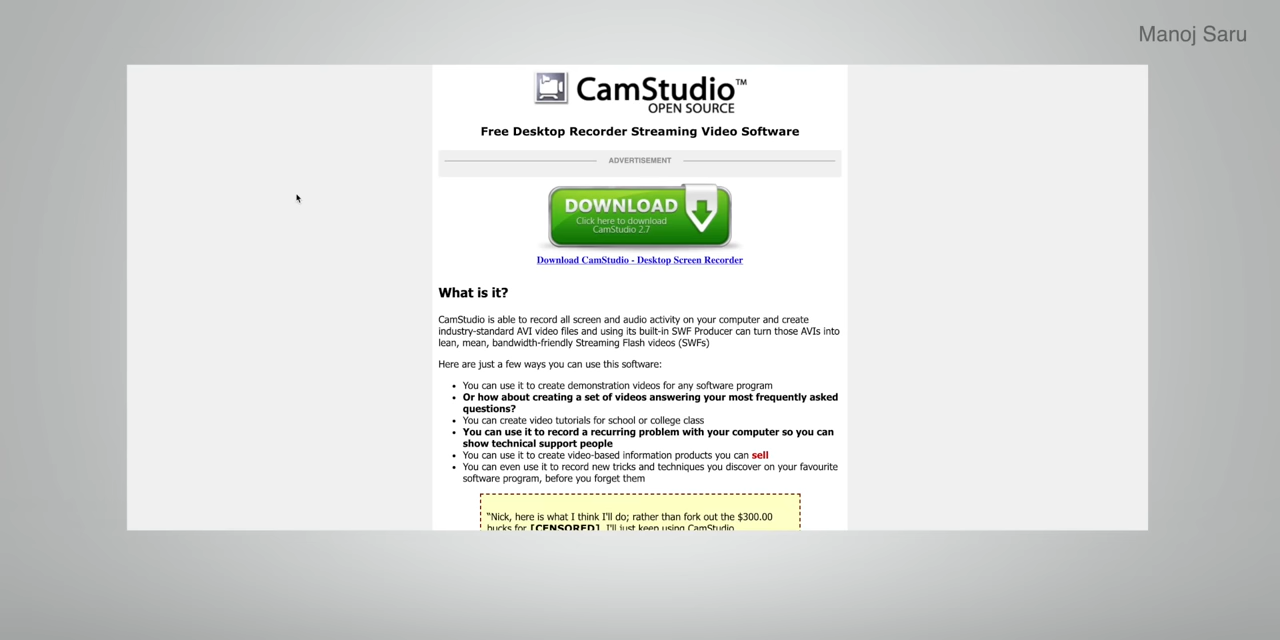 Manoj Saru
CamStudio™
OPEN SOURCE
Free Desktop Recorder Streaming Video Software
ADVERTISEMENT
DOWNLOAD
Click here to download
CamStudio 2.7
Download CamStudio - Desktop Screen Recorder
What is it?
CamStudio is able to record all screen and audio activity on your computer and create
industry-standard AVI video files and using its built-in SWF Producer can turn those AVIs into
lean, mean, bandwidth-friendly Streaming Flash videos (SWFs)
Here are just a few ways you can use this software:
• You can use it to create demonstration videos for any software program
• Or how about creating a set of videos answering your most frequently asked
questions?
• You can create video tutorials for school or college class
• You can use it to record a recurring problem with your computer so you can
show technical support people
• You can use it to create video-based information products you can sell
• You can even use it to record new tricks and techniques you discover on your favourite
software program, before you forget them
"Nick, here is what I think I'll do; rather than fork out the $300.00
bucks for [CENSORED], I'll just keep using CamStudio